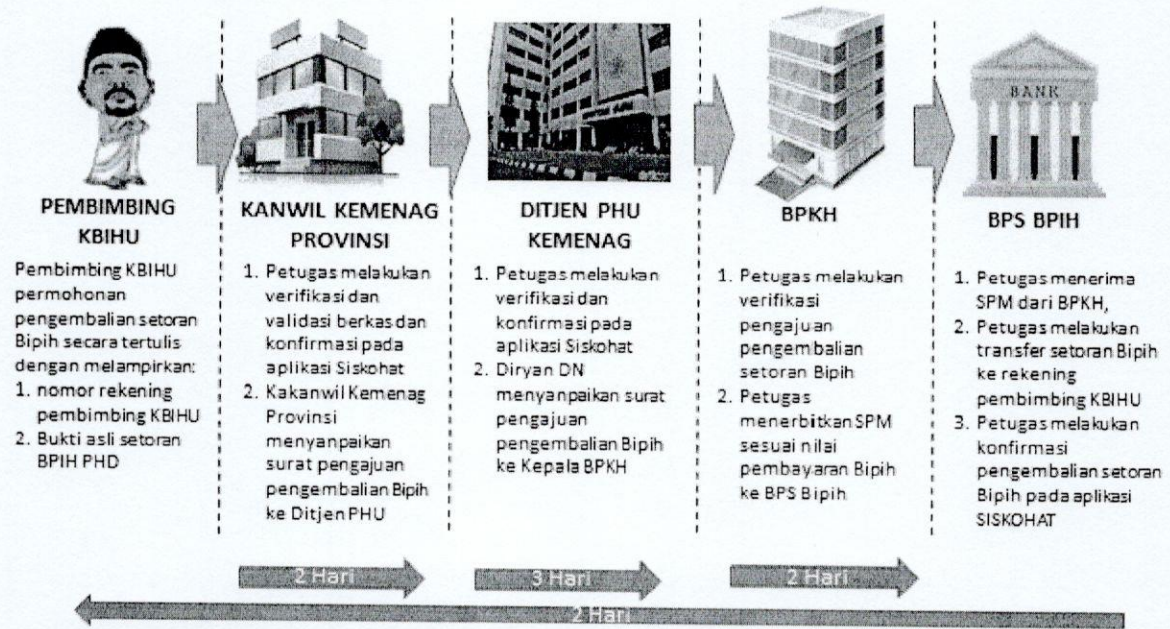 PEMBIMBING
KBIHU
Pembimbing KBIHU
permohonan
pengembalian setoran
Bipih secara tertulis
dengan melampirkan:
1. nomor rekening
pembimbing KBIHU
2. Bukti asli setoran
BPIH PHD
KANWIL KEMENAG
PROVINSI
1. Petugas melakukan
verifikasi dan
validasi berkas dan
konfirmasi pada
aplikasi Siskohat
2. Kakanwil Kemenag
Provinsi
menyanpaikan
surat pengajuan
pengembalian Bipih
ke Ditjen PHU
DITJEN PHU
KEMENAG
1. Petugas melakukan
verifikasi dan
konfirmasi pada
aplikasi Siskohat
2. Diryan DN
menyanpaikan surat
pengajuan
pengembalian Bipih
ke Kepala BPKH
BPKH
1. Petugas melakukan
verifikasi
pengajuan
pengembalian
setoran Bipih
2. Petugas
menerbitkan SPM
sesuai nilai
pembayaran Bipih
ke BPS Bipih
BANK
BPS BPIH
1. Petugas menerima
SPM dari BPKH,
2. Petugas melakukan
transfer setoran Bipih
ke rekening
pembimbing KBIHU
3. Petugas melakukan
konfirmasi
pengembalian setoran
Bipih pada aplikasi
SISKOHAT
2 Hari
3 Hari
2 Hari
2 Hari